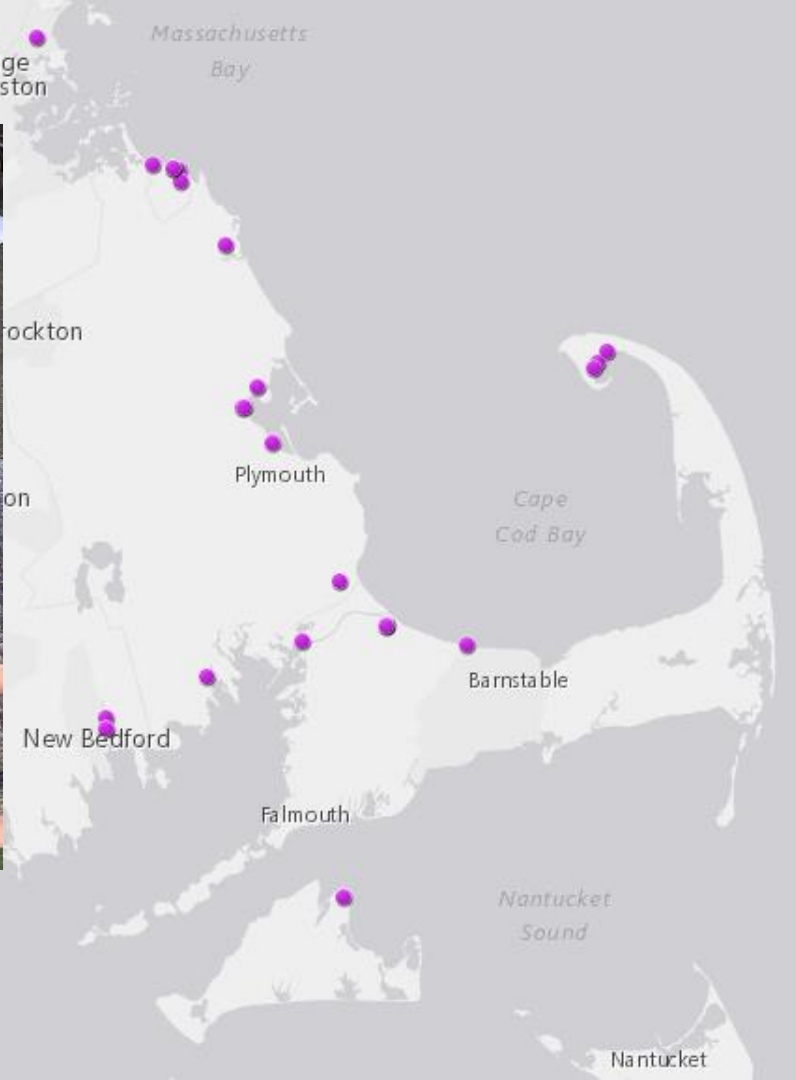 Massachusetts
Bay
ge
ston
rockton
Plymouth
on
Cape
Cod Bay
Barnstable
New Bedford
Falmouth
Nantucket
Sound
Nantucket